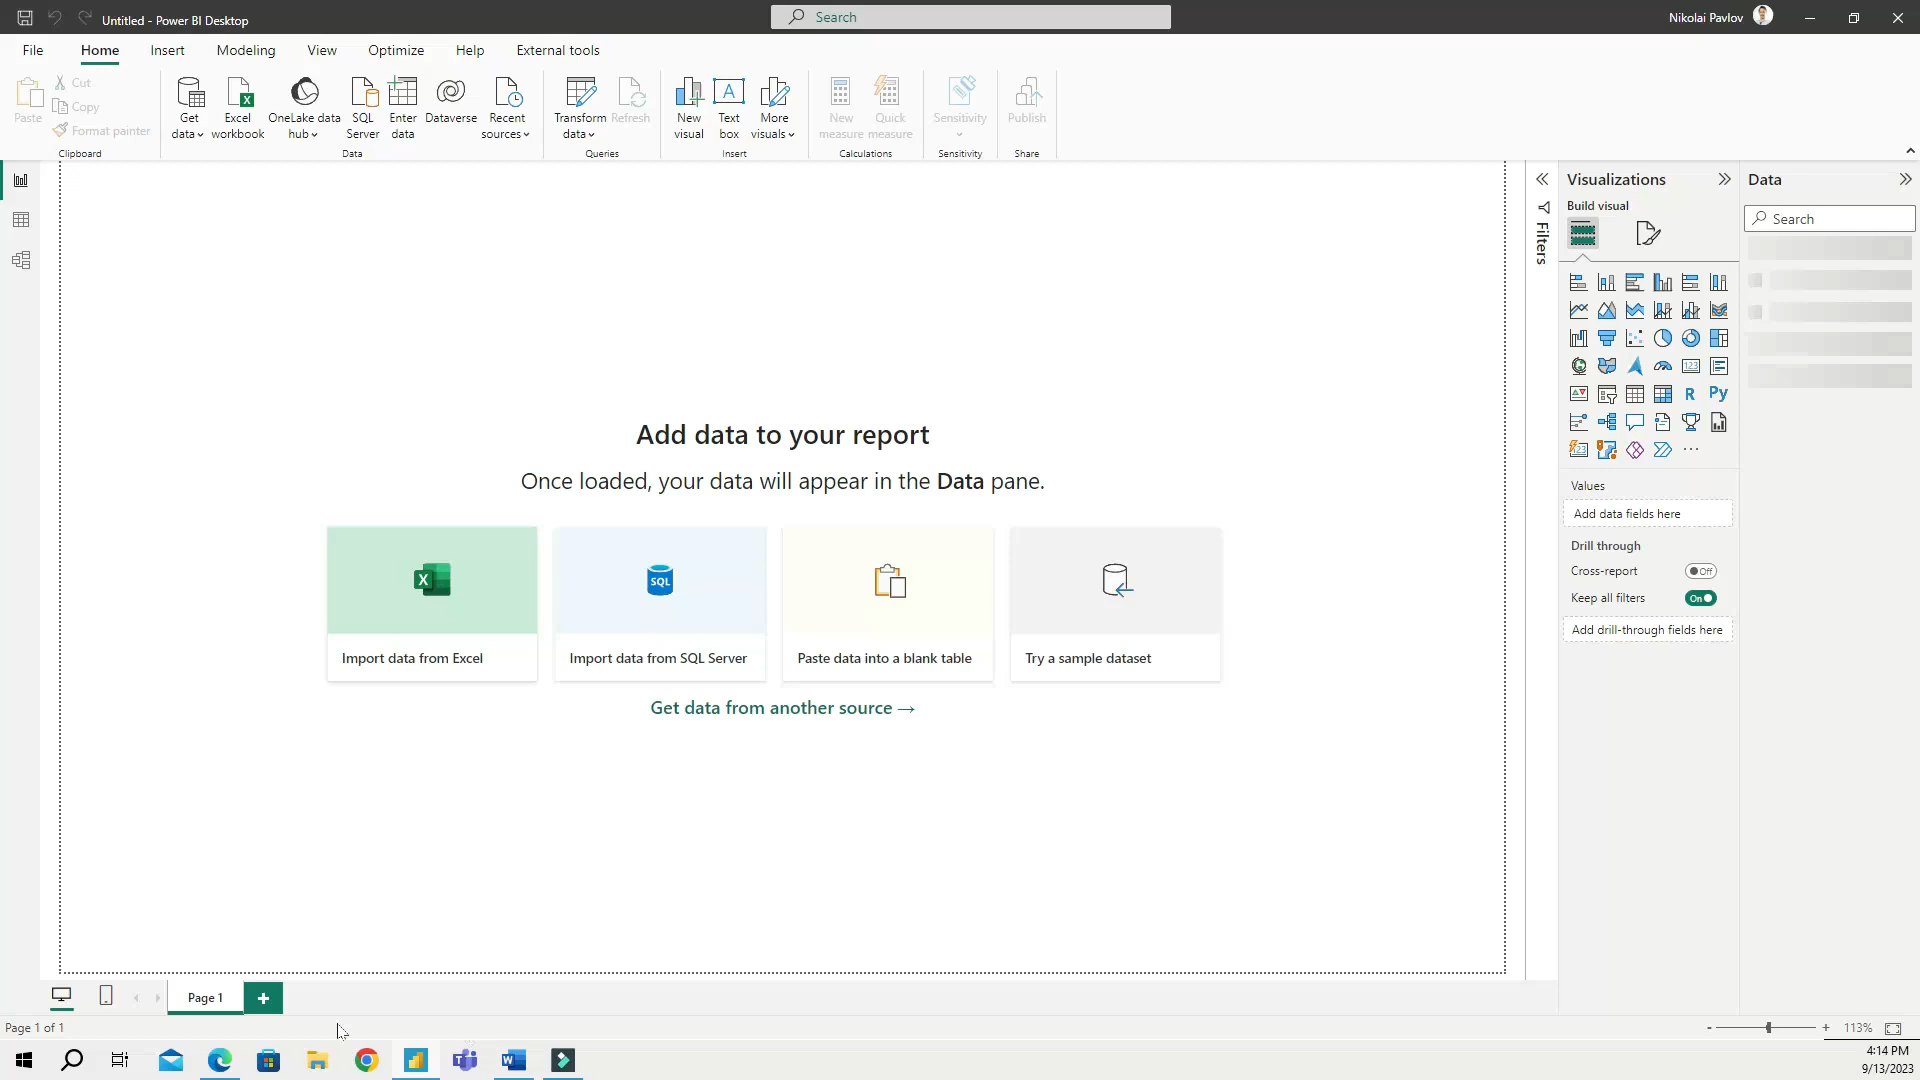 Untitled - Power BI Desktop
Search
Nikolai Pavlov
File
Home
Insert
Modeling
View
Optimize
Help
External tools
Paste
Cut
Copy
Format painter
Clipboard
Get
data
Excel
workbook
OneLake data
hub
SQL
Server
Enter
data
Dataverse
Recent
sources
Data
Transform
data
Refresh
Queries
New
visual
Text
box
More
visuals
Insert
New
measure
Quick
measure
Calculations
Sensitivity
Sensitivity
Publish
Share
Filters
Visualizations
Build visual
R
Py
123
123
Values
Add data fields here
Drill through
Cross-report
Off
Keep all filters
On
Add drill-through fields here
Data
Search
Add data to your report
Once loaded, your data will appear in the Data pane.
X
SQL
Import data from Excel
Import data from SQL Server
Paste data into a blank table
Try a sample dataset
Get data from another source →
Page 1
+
Page 1 of 1
- + 113%
4:14 PM
9/13/2023